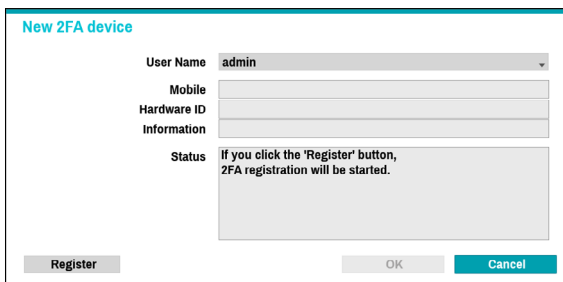 New 2FA device
User Name
admin
Mobile
Hardware ID
Information
Status
If you click the 'Register' button,
2FA registration will be started.
Register
OK
Cancel